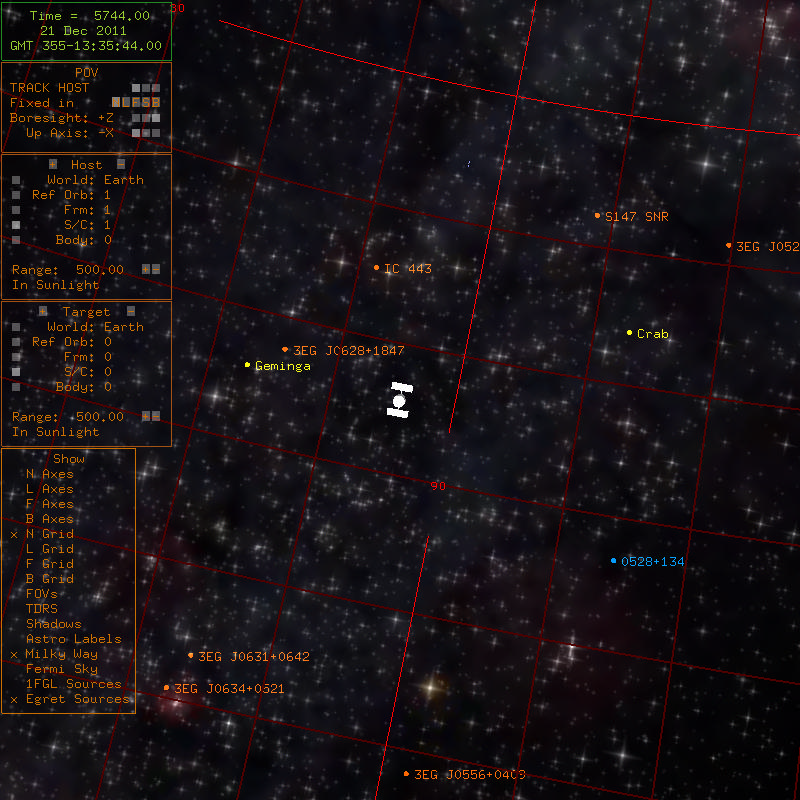 30
Time = 5744.00
21 Dec 2011
GMT 355-13:35:44.00
POV
TRACK HOST
Fixed in NLFSB
Boresight: +Z
Up Axis: -X
+ Host -
World: Earth
Ref Orb: 1
Frm: 1
S/C: 1
Body: 0
Range: 500.00 + -
In Sunlight
+ Target -
World: Earth
Ref Orb: 0
Frm: 0
S/C: 0
Body: 0
Range: 500.00 + -
In Sunlight
Show
N Axes
L Axes
F Axes
B Axes
x N Grid
L Grid
F Grid
B Grid
FOVs
TDRS
Shadows
Astro Labels
x Milky Way
Fermi Sky
1FGL Sources
x Egret Sources
S147 SNR
3EG J052
IC 443
Crab
3EG J0628+1847
Geminga
90
0528+134
3EG J0631+0642
3EG J0634+0521
3EG J0556+0409